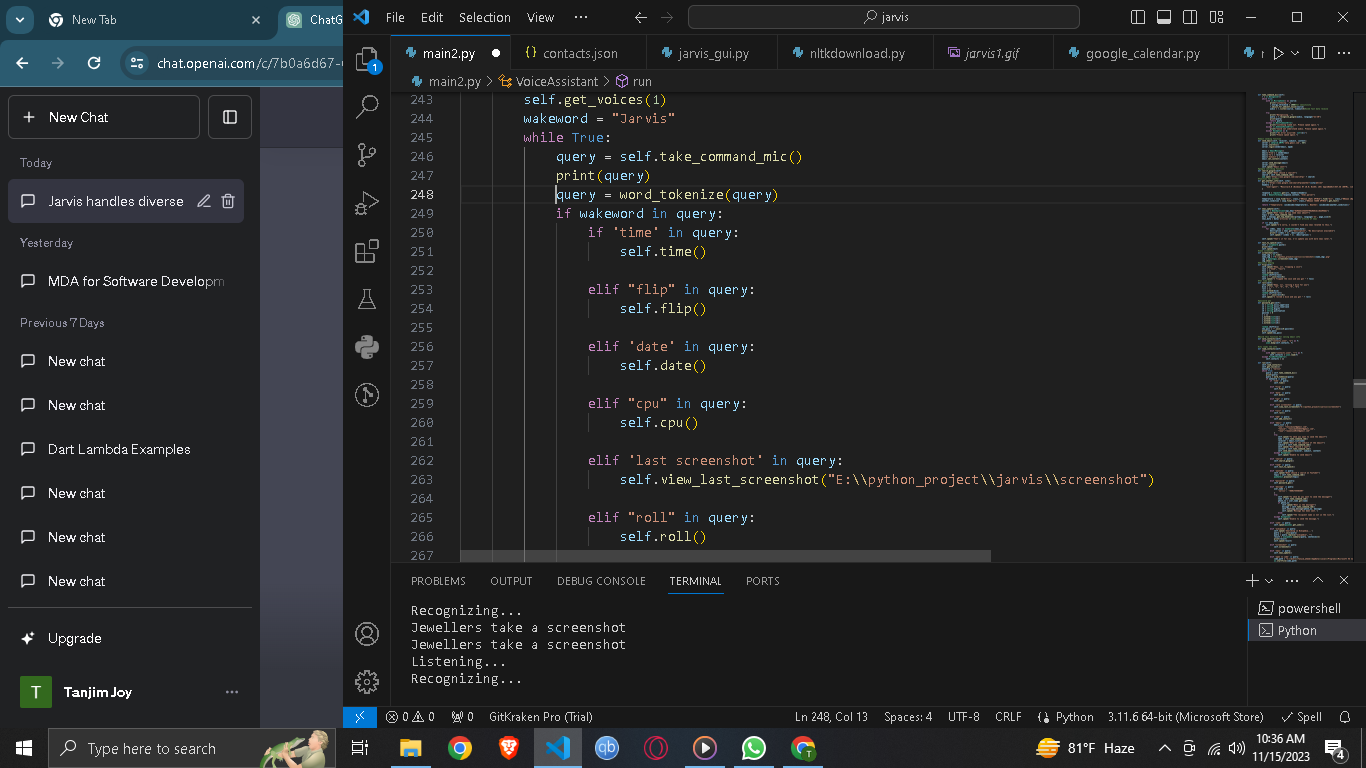 New Tab
ChatG
chat.openai.com/c/7b0a6d67-
New Chat
Today
Jarvis handles diverse
Yesterday
MDA for Software Developm
Previous 7 Days
New chat
New chat
Dart Lambda Examples
New chat
New chat
New chat
Upgrade
T
Tanjim Joy
File Edit Selection View ···
jarvis
main2.py
contacts.json
jarvis_gui.py
nltkdownload.py
jarvis1.gif
google_calendar.py
main2.py > VoiceAssistant > run
1
243 self.get_voices(1)
244 wakeword = "Jarvis"
245 while True:
246 query = self.take_command_mic()
247 print(query)
248 query = word_tokenize(query)
249 if wakeword in query:
250 if 'time' in query:
251 self.time()
252
253 elif "flip" in query:
254 self.flip()
255
256 elif 'date' in query:
257 self.date()
258
259 elif "cpu" in query:
260 self.cpu()
261
262 elif 'last screenshot' in query:
263 self.view_last_screenshot("E:\\python_project\\jarvis\\screenshot")
264
265 elif "roll" in query:
266 self.roll()
267
PROBLEMS OUTPUT DEBUG CONSOLE TERMINAL PORTS
Recognizing...
Jewellers take a screenshot
Jewellers take a screenshot
Listening...
Recognizing...
powershell
Python
0 0 0 GitKraken Pro (Trial)
Ln 248, Col 13 Spaces: 4 UTF-8 CRLF Python 3.11.6 64-bit (Microsoft Store) Spell
Type here to search
qb
T
81°F Haze
10:36 AM
11/15/2023
4